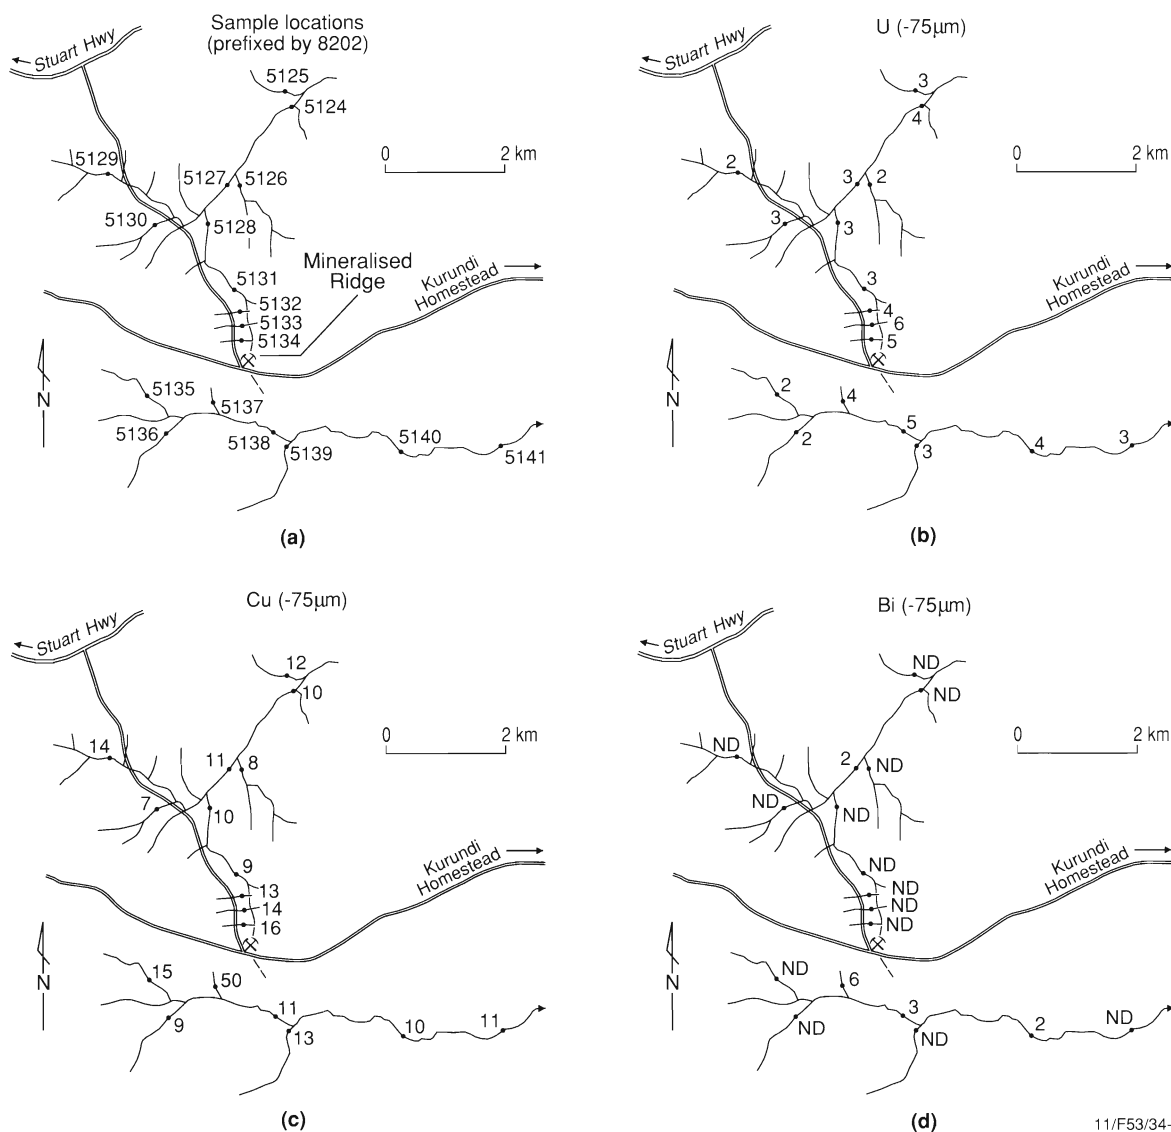 Sample locations
(prefixed by 8202)
Stuart Hwy
5125
5124
0 2 km
5129
5127 5126
5130
5128
5131
Mineralised
Ridge
Kurundi
Homestead
5132
5133
5134
N
5135
5137
5136
5138
5139
5140
5141
(a)
U (-75μm)
Stuart Hwy
3
4
0 2 km
2
3 2
3
3
3
Kurundi
Homestead
4
6
5
N
2
4
2
5
3
4
3
(b)
Cu (-75μm)
Stuart Hwy
12
10
0 2 km
14
11 8
7
10
9
Kurundi
Homestead
13
14
16
N
15
50
9
11
13
10
11
(c)
Bi (-75μm)
Stuart Hwy
ND
ND
0 2 km
ND
2 ND
ND
ND
ND
Kurundi
Homestead
ND
ND
ND
N
ND
6
ND
3
ND
2
ND
(d)
11/F53/34-